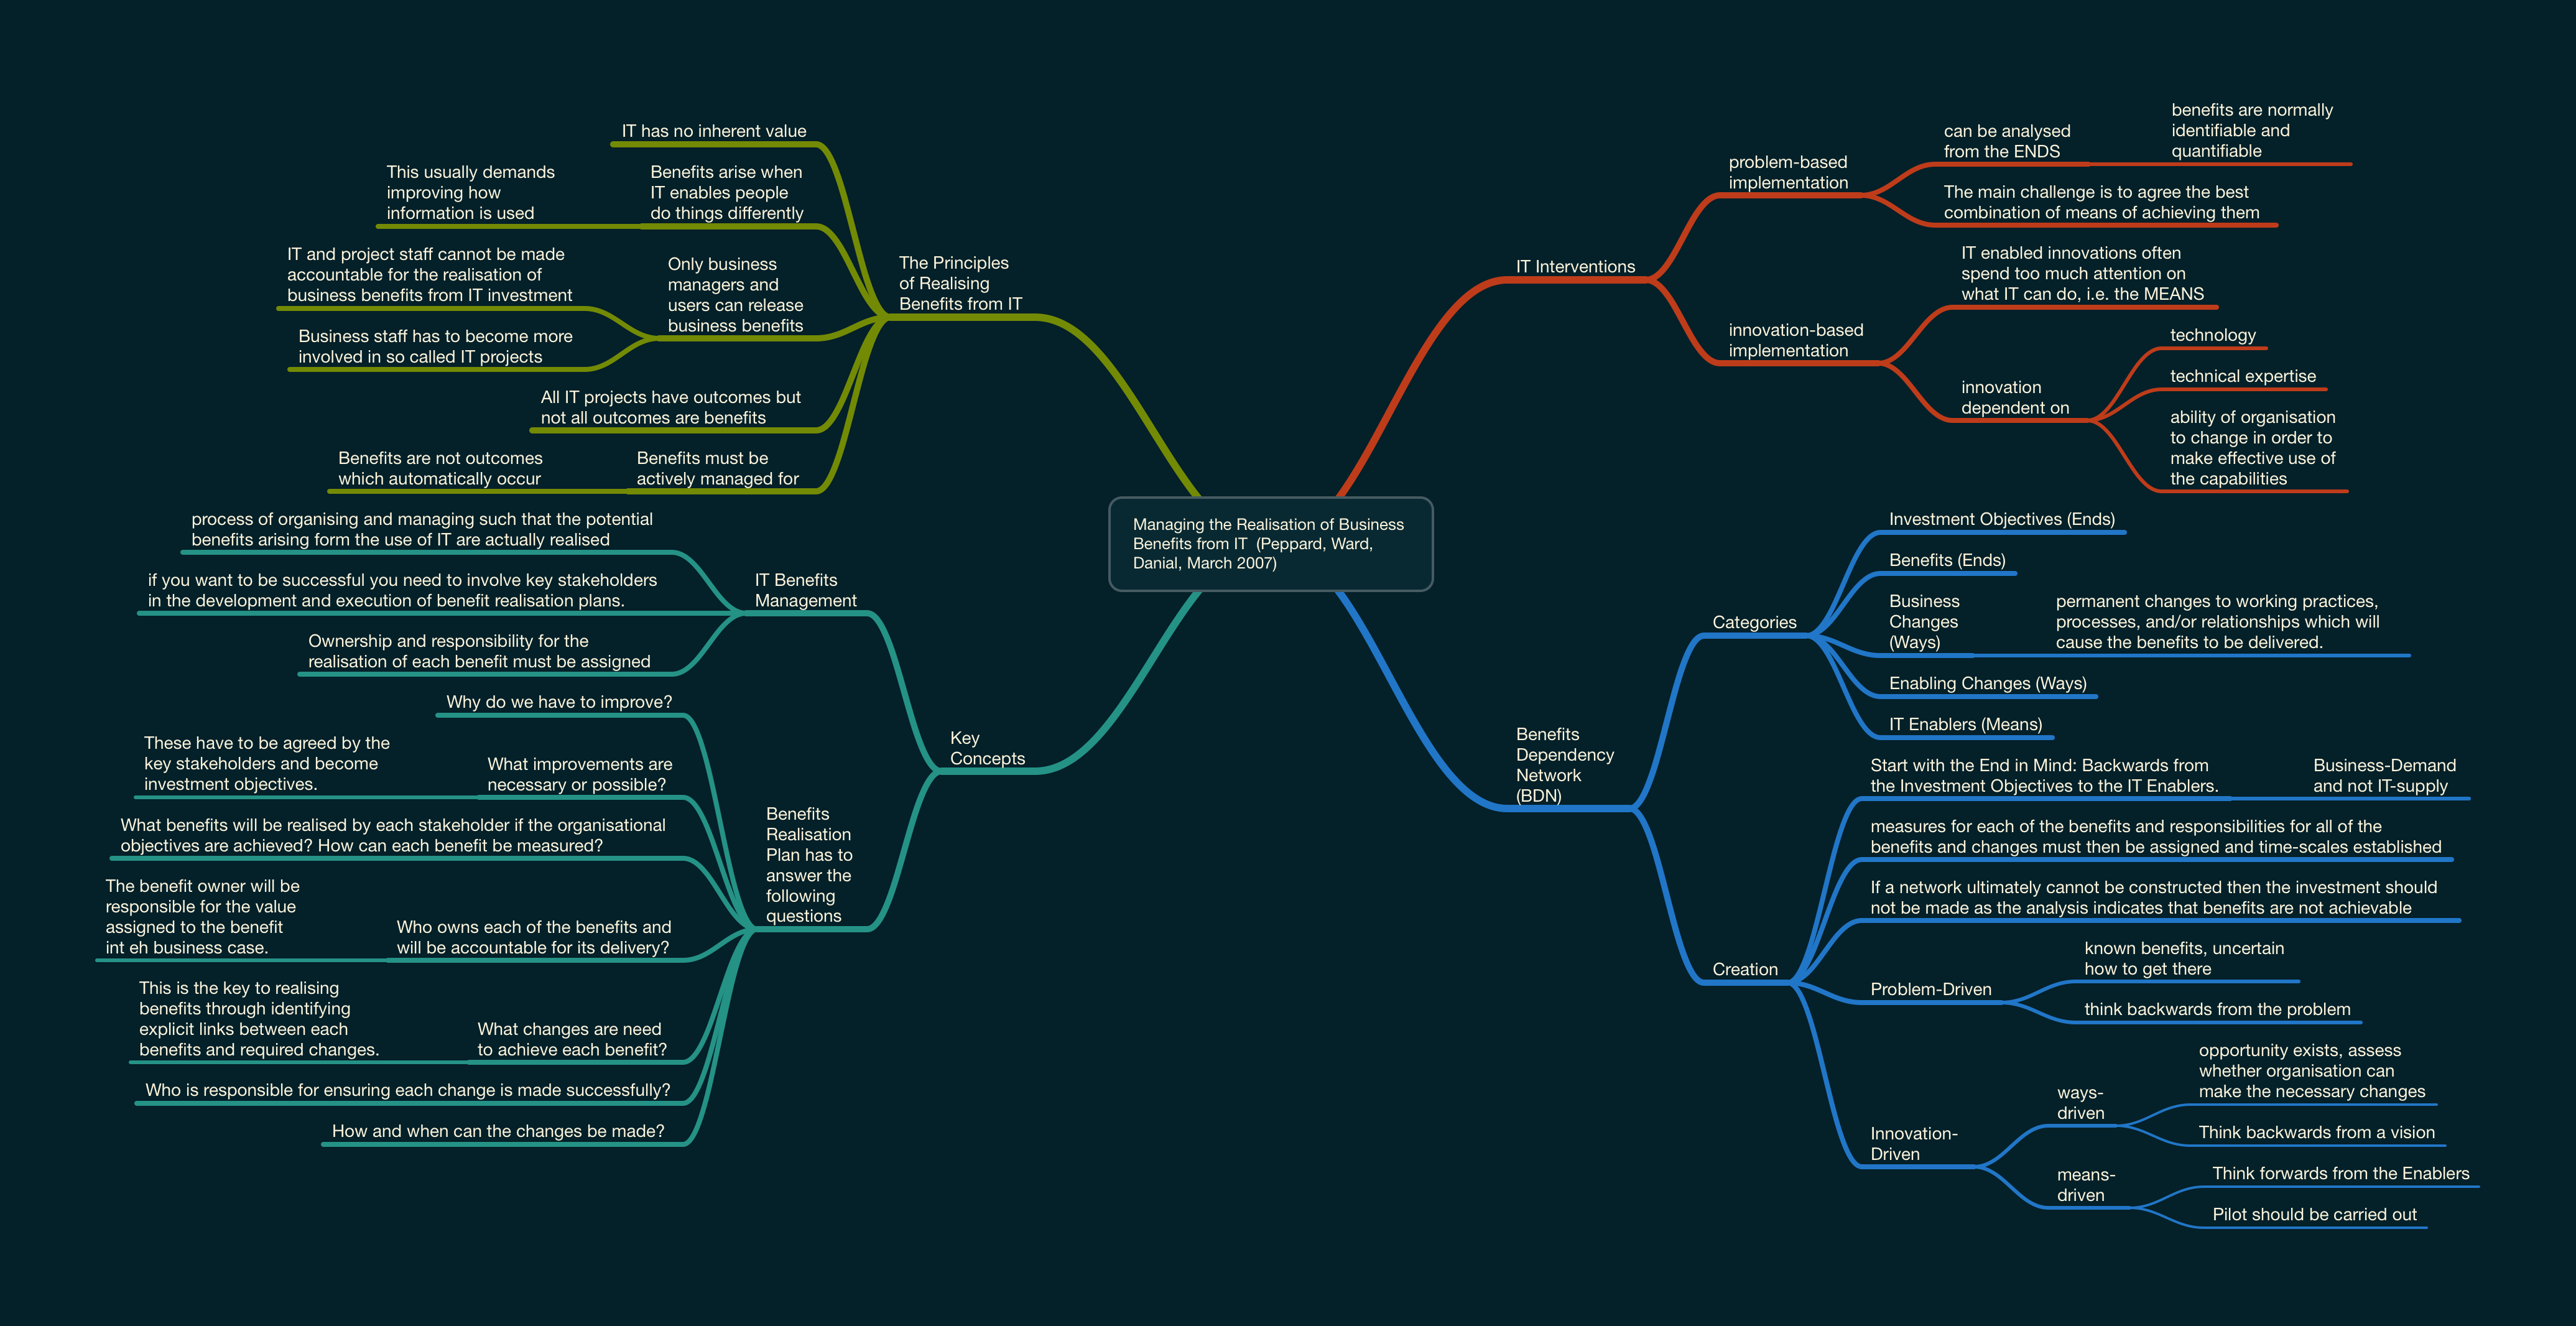 Managing the Realisation of Business
Benefits from IT  (Peppard, Ward,
Danial, March 2007)
The Principles
of Realising
Benefits from IT
IT has no inherent value
Benefits arise when
IT enables people
do things differently
This usually demands
improving how
information is used
Only business
managers and
users can release
business benefits
IT and project staff cannot be made
accountable for the realisation of
business benefits from IT investment
Business staff has to become more
involved in so called IT projects
All IT projects have outcomes but
not all outcomes are benefits
Benefits must be
actively managed for
Benefits are not outcomes
which automatically occur
Key
Concepts
IT Benefits
Management
process of organising and managing such that the potential
benefits arising form the use of IT are actually realised
if you want to be successful you need to involve key stakeholders
in the development and execution of benefit realisation plans.
Ownership and responsibility for the
realisation of each benefit must be assigned
Benefits
Realisation
Plan has to
answer the
following
questions
Why do we have to improve?
What improvements are
necessary or possible?
These have to be agreed by the
key stakeholders and become
investment objectives.
What benefits will be realised by each stakeholder if the organisational
objectives are achieved? How can each benefit be measured?
Who owns each of the benefits and
will be accountable for its delivery?
The benefit owner will be
responsible for the value
assigned to the benefit
int eh business case.
What changes are need
to achieve each benefit?
This is the key to realising
benefits through identifying
explicit links between each
benefits and required changes.
Who is responsible for ensuring each change is made successfully?
How and when can the changes be made?
IT Interventions
problem-based
implementation
can be analysed
from the ENDS
benefits are normally
identifiable and
quantifiable
The main challenge is to agree the best
combination of means of achieving them
innovation-based
implementation
IT enabled innovations often
spend too much attention on
what IT can do, i.e. the MEANS
innovation
dependent on
technology
technical expertise
ability of organisation
to change in order to
make effective use of
the capabilities
Benefits
Dependency
Network
(BDN)
Categories
Investment Objectives (Ends)
Benefits (Ends)
Business
Changes
(Ways)
permanent changes to working practices,
processes, and/or relationships which will
cause the benefits to be delivered.
Enabling Changes (Ways)
IT Enablers (Means)
Creation
Start with the End in Mind: Backwards from
the Investment Objectives to the IT Enablers.
Business-Demand
and not IT-supply
measures for each of the benefits and responsibilities for all of the
benefits and changes must then be assigned and time-scales established
If a network ultimately cannot be constructed then the investment should
not be made as the analysis indicates that benefits are not achievable
Problem-Driven
known benefits, uncertain
how to get there
think backwards from the problem
Innovation-
Driven
ways-
driven
opportunity exists, assess
whether organisation can
make the necessary changes
Think backwards from a vision
means-
driven
Think forwards from the Enablers
Pilot should be carried out